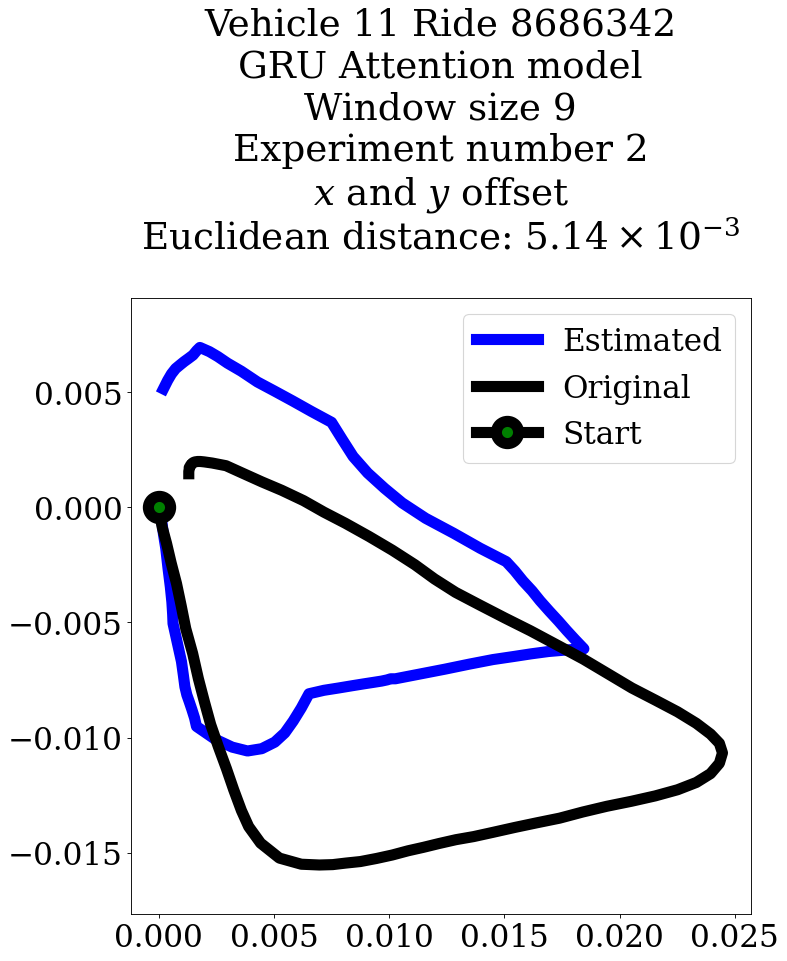 Vehicle 11 Ride 8686342
GRU Attention model
Window size 9
Experiment number 2
x and y offset
Euclidean distance: 5.14 × 10⁻³
Estimated
Original
Start
0.005
0.000
−0.005
−0.010
−0.015
0.000 0.005 0.010 0.015 0.020 0.025